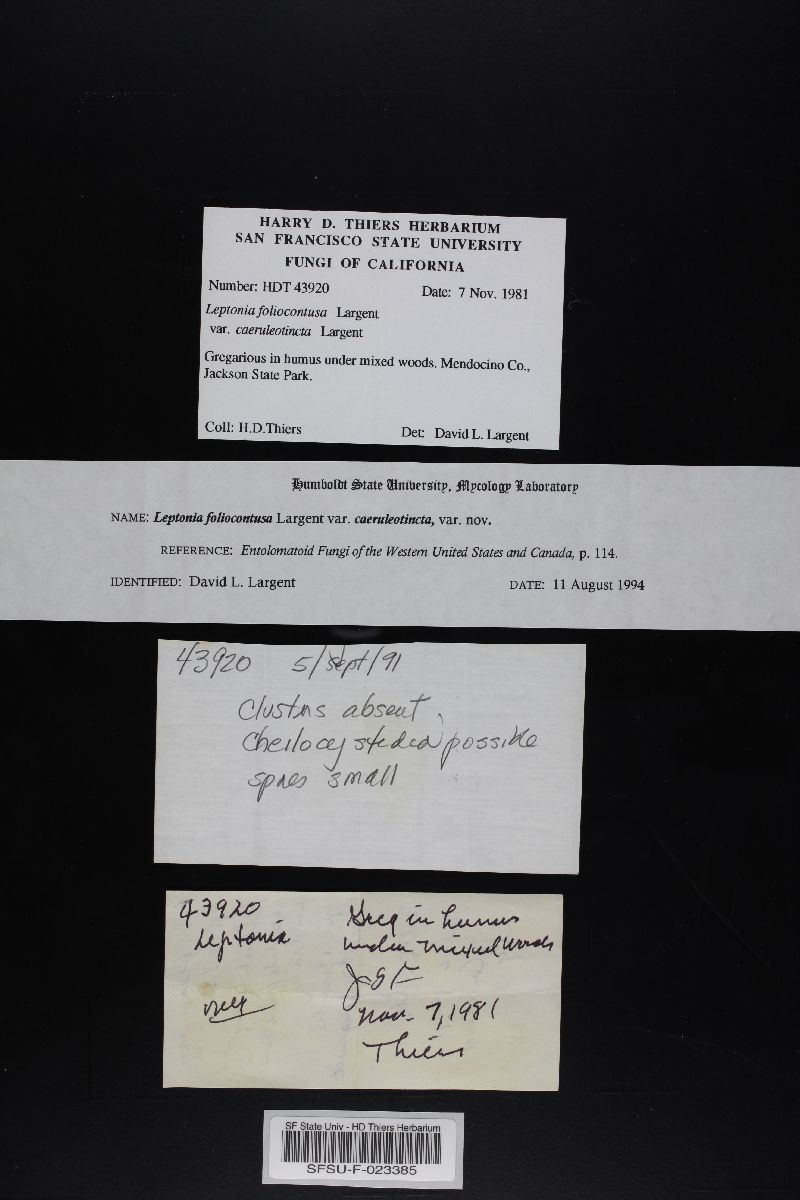 HARRY D. THIERS HERBARIUM
SAN FRANCISCO STATE UNIVERSITY
FUNGI OF CALIFORNIA
Number: HDT 43920 Date: 7 Nov. 1981
Leptonia foliocontusa Largent
var. caeruleotincta Largent
Gregarious in humus under mixed woods. Mendocino Co.,
Jackson State Park.
Coll: H.D.Thiers Det: David L. Largent
Humboldt State University, Mycology Laboratory
NAME: Leptonia foliocontusa Largent var. caeruleotincta, var. nov.
REFERENCE: Entolomatoid Fungi of the Western United States and Canada, p. 114.
IDENTIFIED: David L. Largent DATE: 11 August 1994
43920 5/sept/91
Clusters absent,
Cheilocystidia possible
spores small
43920 Greg in humus
Leptonia under mixed woods
JSF
Nov. 7, 1981
Thiers
SF State Univ - HD Thiers Herbarium
SFSU-F-023385